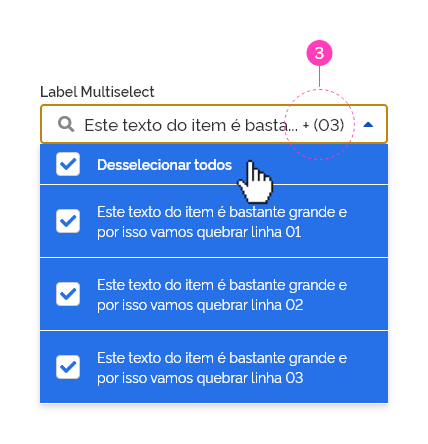 3
Label Multiselect
Este texto do item é basta... + (03)
Desselecionar todos
Este texto do item é bastante grande e
por isso vamos quebrar linha 01
Este texto do item é bastante grande e
por isso vamos quebrar linha 02
Este texto do item é bastante grande e
por isso vamos quebrar linha 03